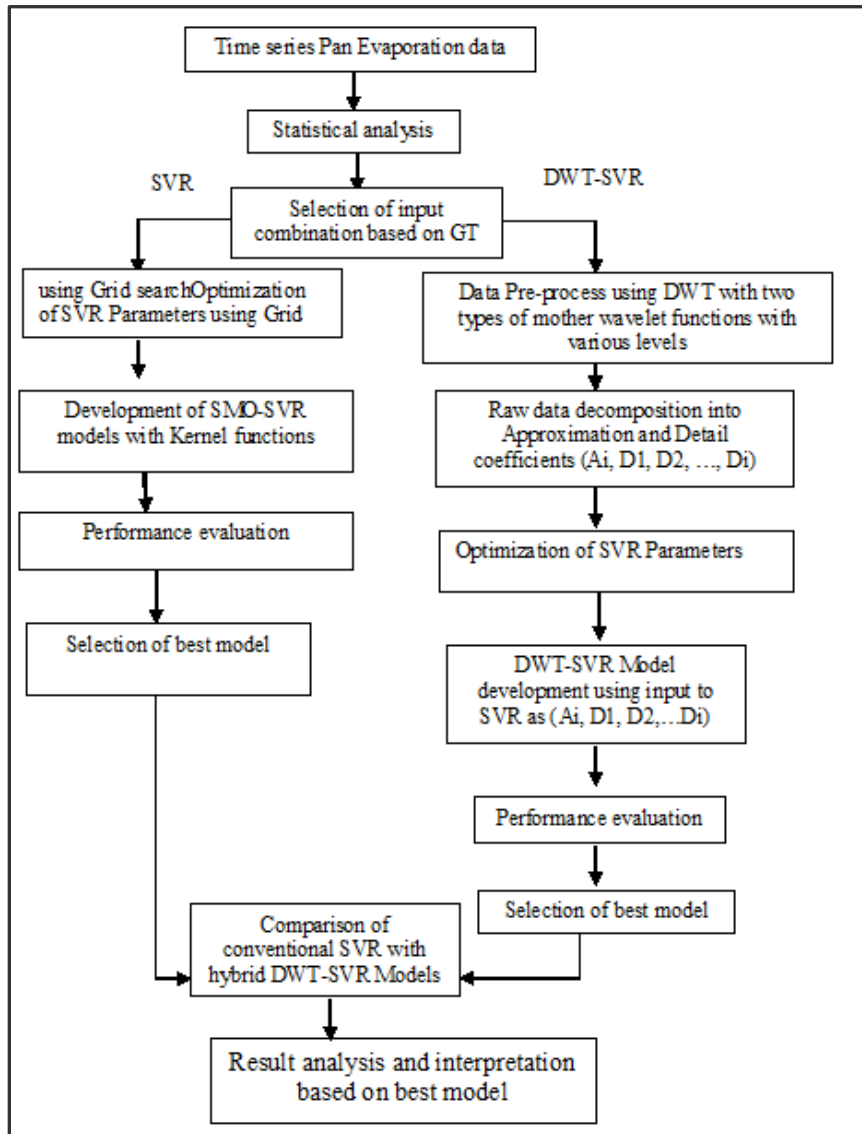 Time series Pan Evaporation data
Statistical analysis
SVR
DWT-SVR
Selection of input
combination based on GT
using Grid searchOptimization
of SVR Parameters using Grid
Data Pre-process using DWT with two
types of mother wavelet functions with
various levels
Development of SMO-SVR
models with Kernel functions
Raw data decomposition into
Approximation and Detail
coefficients (Ai, D1, D2, ..., Di)
Performance evaluation
Optimization of SVR Parameters
Selection of best model
DWT-SVR Model
development using input to
SVR as (Ai, D1, D2,...Di)
Performance evaluation
Selection of best model
Comparison of
conventional SVR with
hybrid DWT-SVR Models
Result analysis and interpretation
based on best model